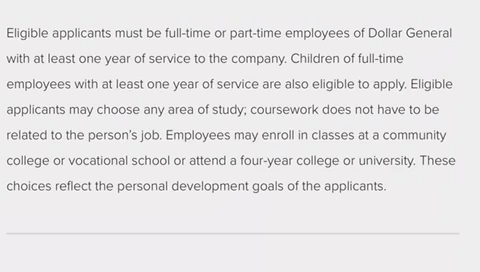 Eligible applicants must be full-time or part-time employees of Dollar General
with at least one year of service to the company. Children of full-time
employees with at least one year of service are also eligible to apply. Eligible
applicants may choose any area of study; coursework does not have to be
related to the person’s job. Employees may enroll in classes at a community
college or vocational school or attend a four-year college or university. These
choices reflect the personal development goals of the applicants.